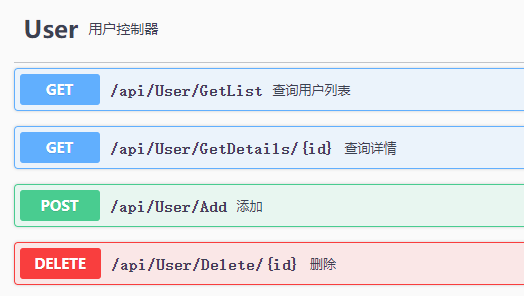 User 用户控制器
GET /api/User/GetList 查询用户列表
GET /api/User/GetDetails/{id} 查询详情
POST /api/User/Add 添加
DELETE /api/User/Delete/{id} 删除